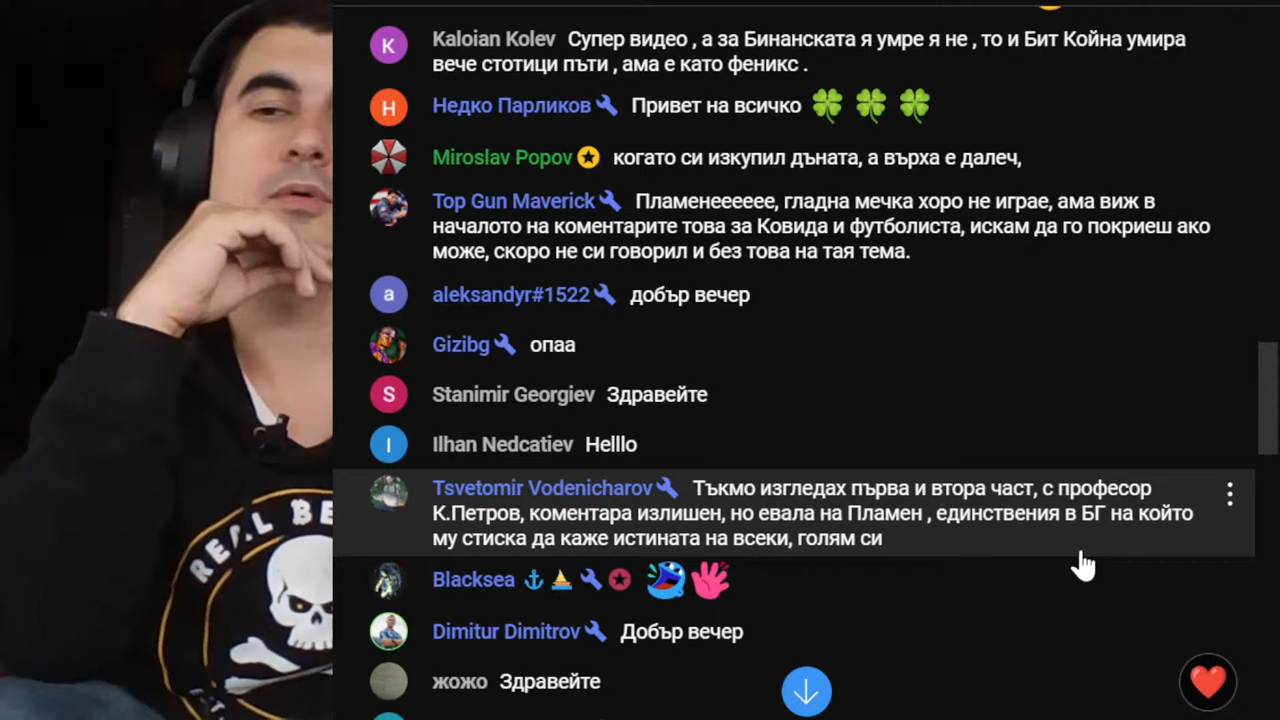 K
Kaloian Kolev Супер видео , а за Бинанската я умре я не , то и Бит Койна умира
вече стотици пъти , ама е като феникс .
Н
Недко Парликов Привет на всичко
Miroslav Popov когато си изкупил дъната, а върха е далеч,
Top Gun Maverick Пламенееееее, гладна мечка хоро не играе, ама виж в
началото на коментарите това за Ковида и футболиста, искам да го покриеш ако
може, скоро не си говорил и без това на тая тема.
a
aleksandyr#1522 добър вечер
Gizibg опаа
S
Stanimir Georgiev Здравейте
I
Ilhan Nedcatiev Helllo
Tsvetomir Vodenicharov Тъкмо изгледах първа и втора част, с професор
К.Петров, коментара излишен, но евала на Пламен , единствения в БГ на който
му стиска да каже истината на всеки, голям си
Blacksea
Dimitur Dimitrov Добър вечер
жожо Здравейте
REAL BE